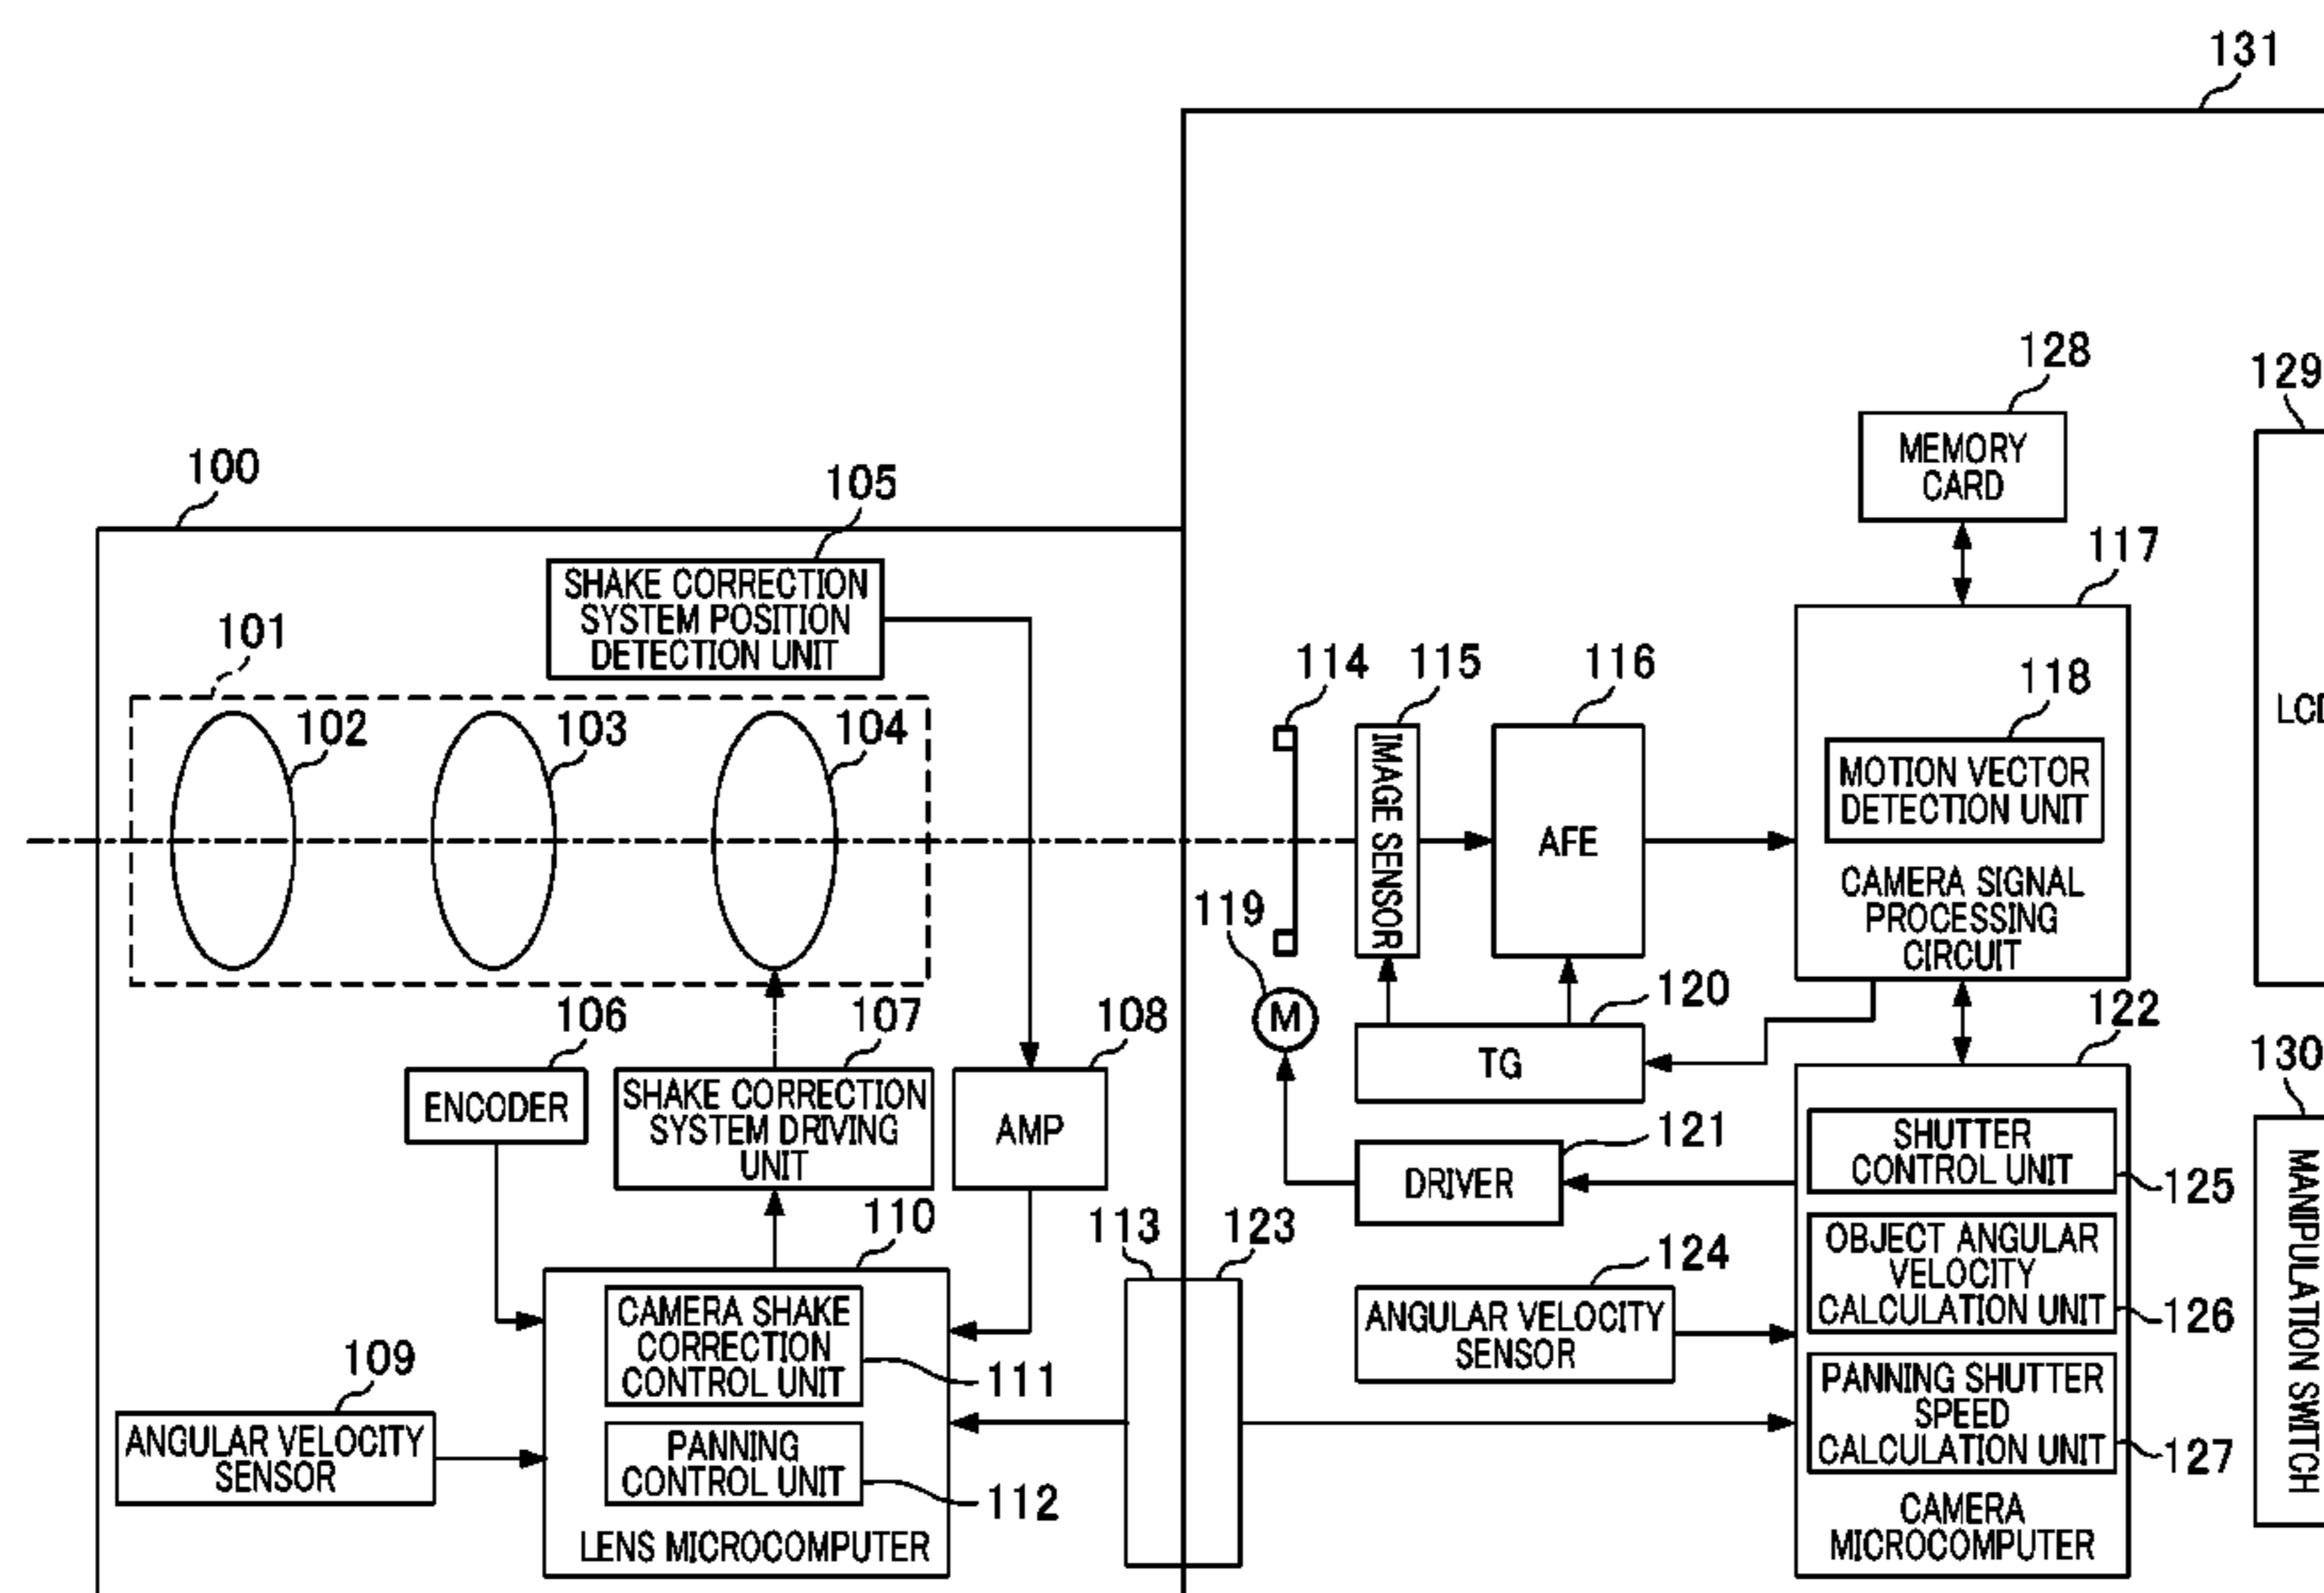 131
128
MEMORY
CARD
129
100
105
SHAKE CORRECTION
SYSTEM POSITION
DETECTION UNIT
117
101
114
115
116
118
102
103
104
IMAGE SENSOR
MOTION VECTOR
DETECTION UNIT
AFE
CAMERA SIGNAL
PROCESSING
CIRCUIT
119
M
106
107
108
120
122
TG
130
ENCODER
SHAKE CORRECTION
SYSTEM DRIVING
UNIT
AMP
121
DRIVER
SHUTTER
CONTROL UNIT
125
110
113
123
124
OBJECT ANGULAR
VELOCITY
CALCULATION UNIT
126
MANIPULATION SWITCH
CAMERA SHAKE
CORRECTION
CONTROL UNIT
111
ANGULAR VELOCITY
SENSOR
109
ANGULAR VELOCITY
SENSOR
PANNING
CONTROL UNIT
112
PANNING SHUTTER
SPEED
CALCULATION UNIT
127
LENS MICROCOMPUTER
CAMERA
MICROCOMPUTER